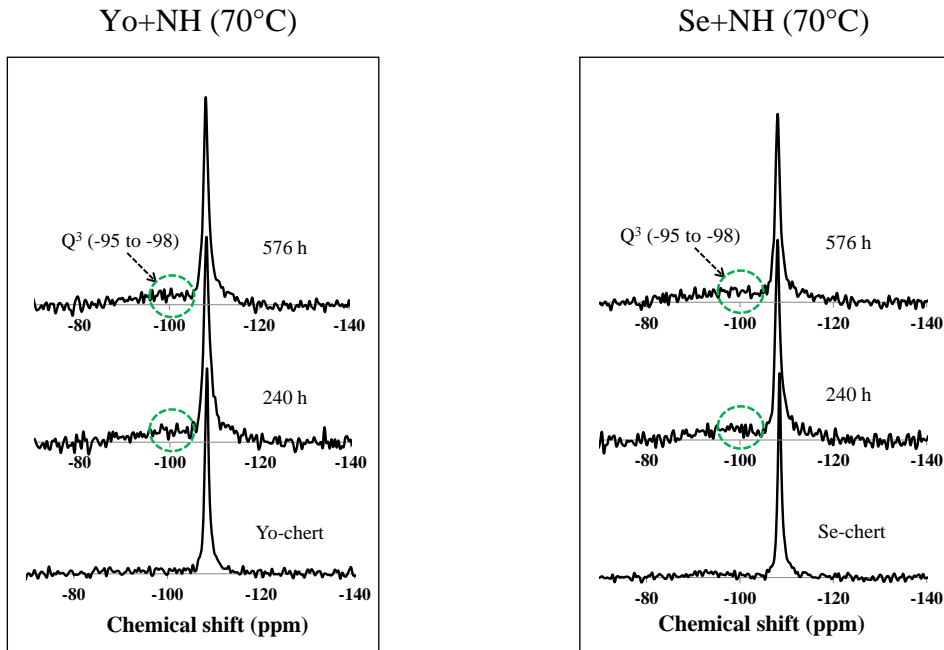 Yo+NH (70°C)
Q³ (-95 to -98)
576 h
-80 -100 -120 -140
240 h
-80 -100 -120 -140
Yo-chert
-80 -100 -120 -140
Chemical shift (ppm)
Se+NH (70°C)
Q³ (-95 to -98)
576 h
-80 -100 -120 -140
240 h
-80 -100 -120 -140
Se-chert
-80 -100 -120 -140
Chemical shift (ppm)